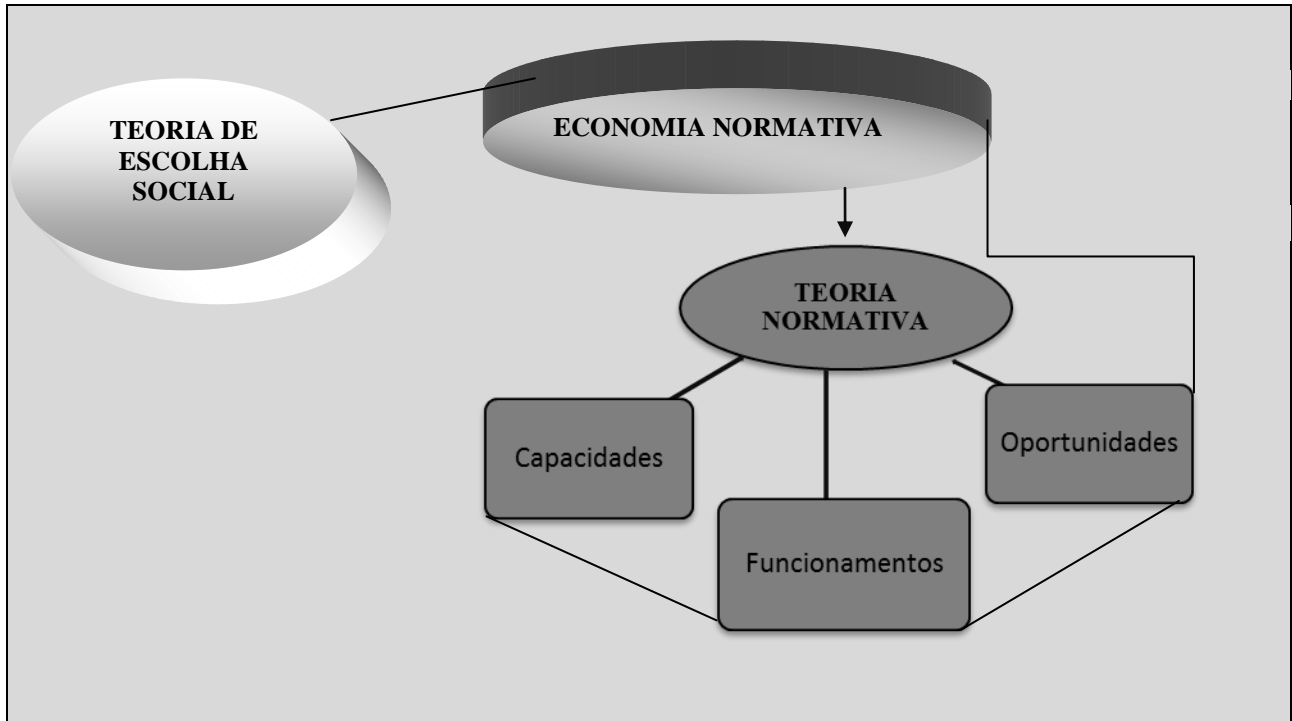 TEORIA DE
ESCOLHA
SOCIAL
ECONOMIA NORMATIVA
TEORIA
NORMATIVA
Capacidades
Oportunidades
Funcionamentos